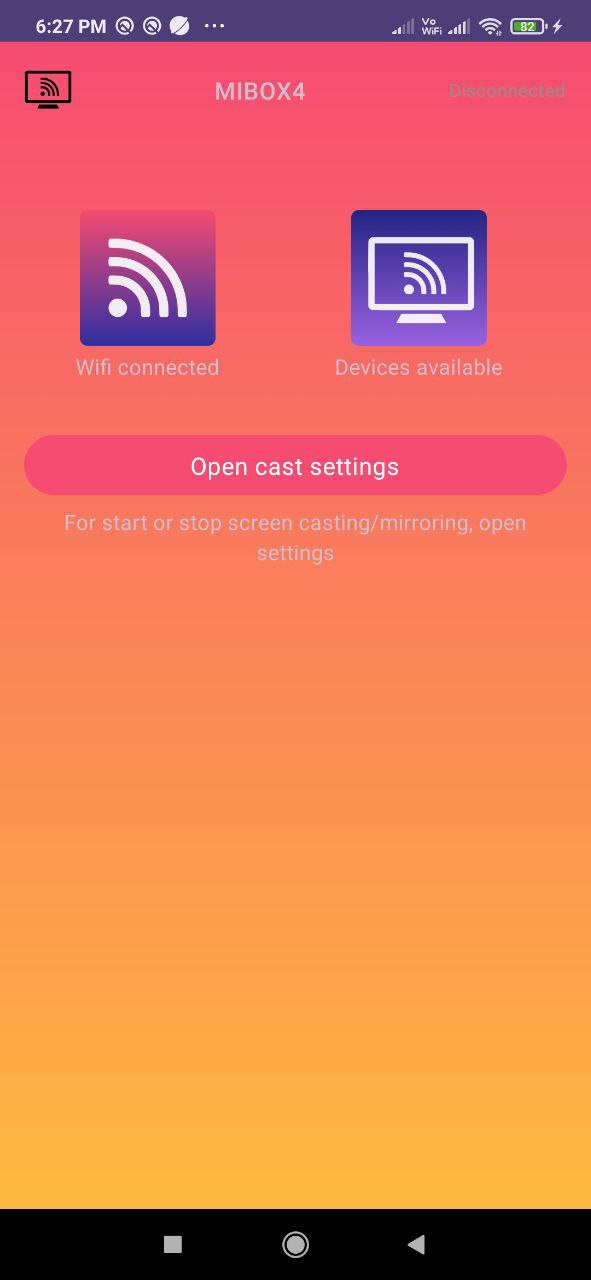 6:27 PM
Vo
WiFi
82
MIBOX4
Disconnected
Wifi connected
Devices available
Open cast settings
For start or stop screen casting/mirroring, open
settings